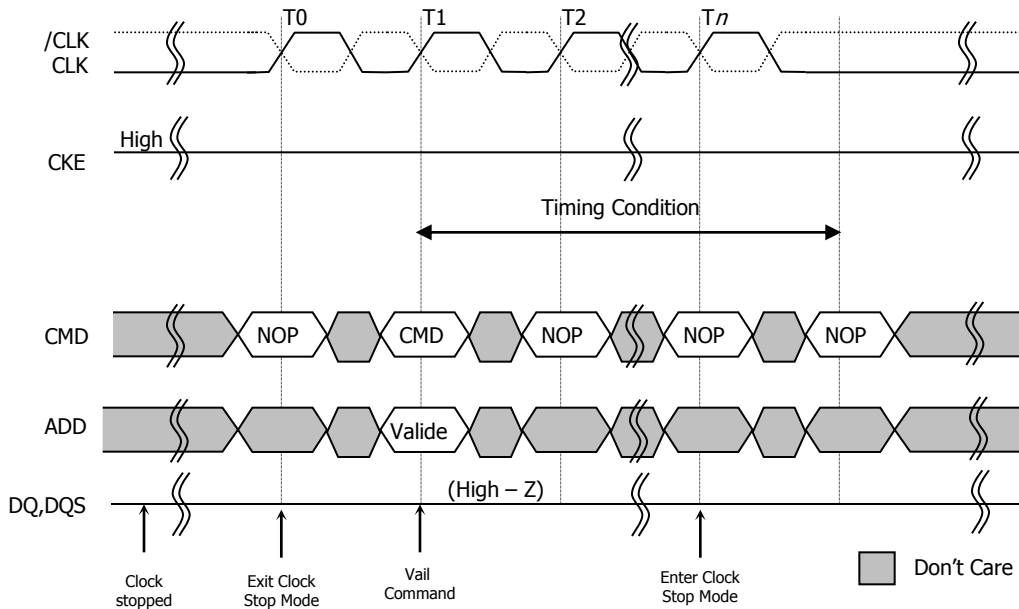 T0 T1 T2 Tn
/CLK
CLK
High
CKE
Timing Condition
CMD NOP CMD NOP NOP NOP
ADD Valide
(High – Z)
DQ,DQS
Clock
stopped
Exit Clock
Stop Mode
Vail
Command
Enter Clock
Stop Mode
Don't Care